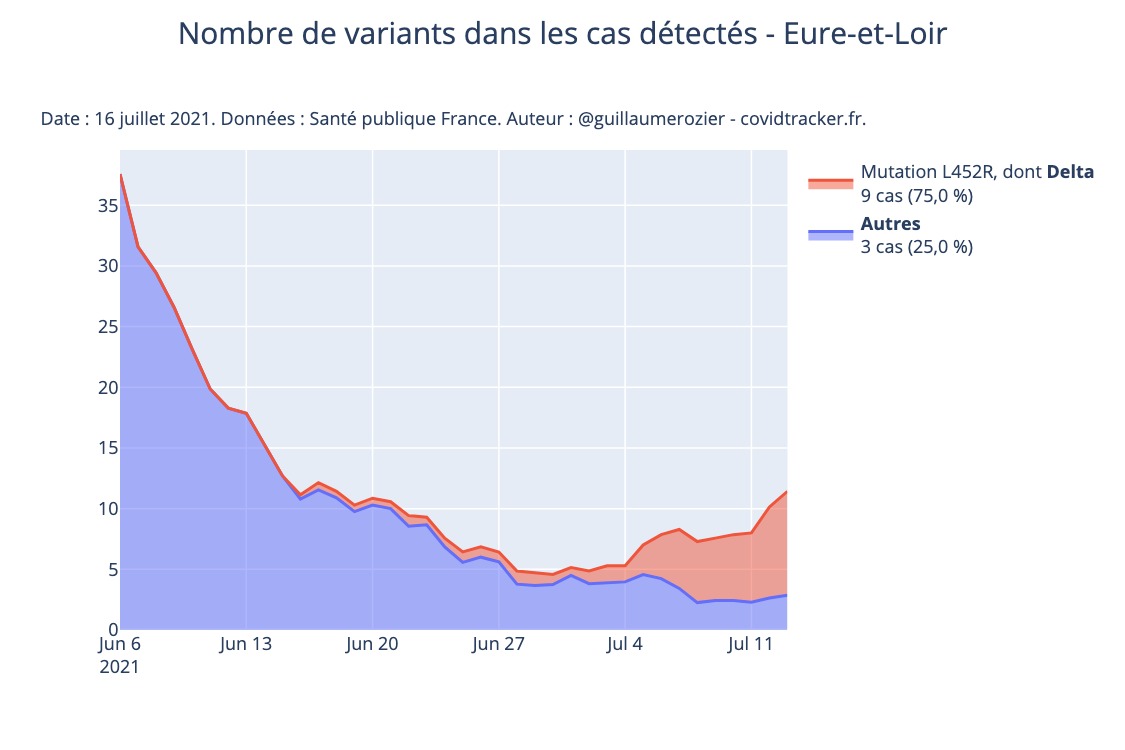 Nombre de variants dans les cas détectés - Eure-et-Loir
Date : 16 juillet 2021. Données : Santé publique France. Auteur : @guillaumerozier - covidtracker.fr.
Mutation L452R, dont Delta
9 cas (75,0 %)
Autres
3 cas (25,0 %)
35
30
25
20
15
10
5
0
Jun 6
2021
Jun 13
Jun 20
Jun 27
Jul 4
Jul 11